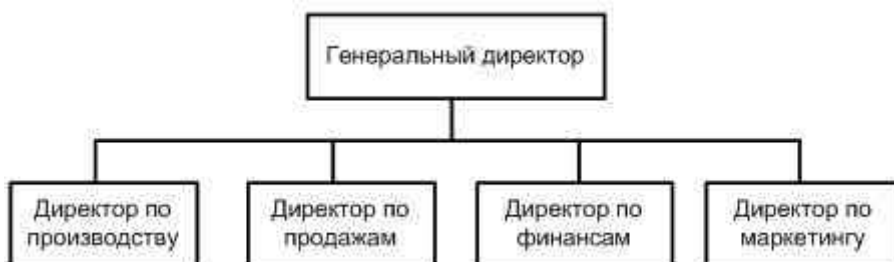 Генеральный директор
Директор по
производству
Директор по
продажам
Директор по
финансам
Директор по
маркетингу